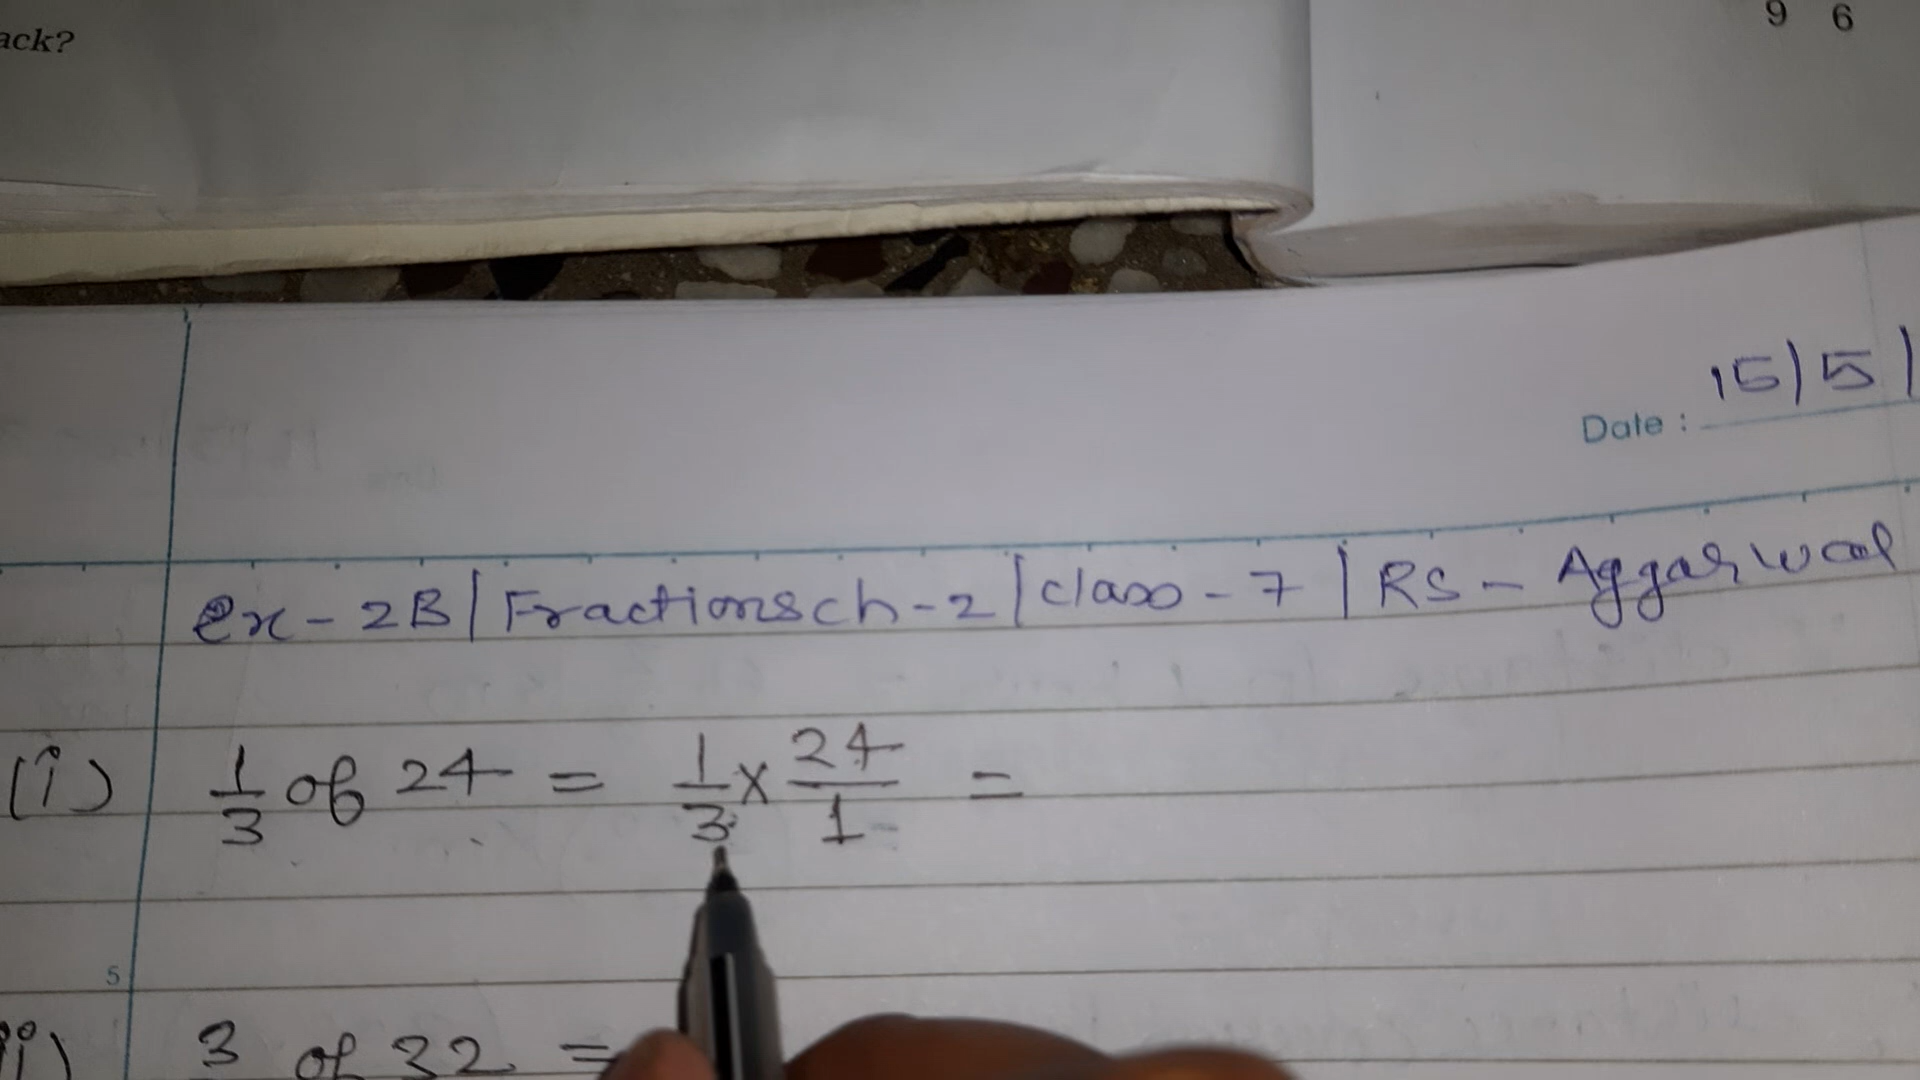 ack?
9 6
15/5/
Date :
ex-2B/Fractionsch-2/class-7/RS-Aggarwal
(i) 1/3 of 24 = 1/3 x 24/1 =
5
ii) 3 of 32 =